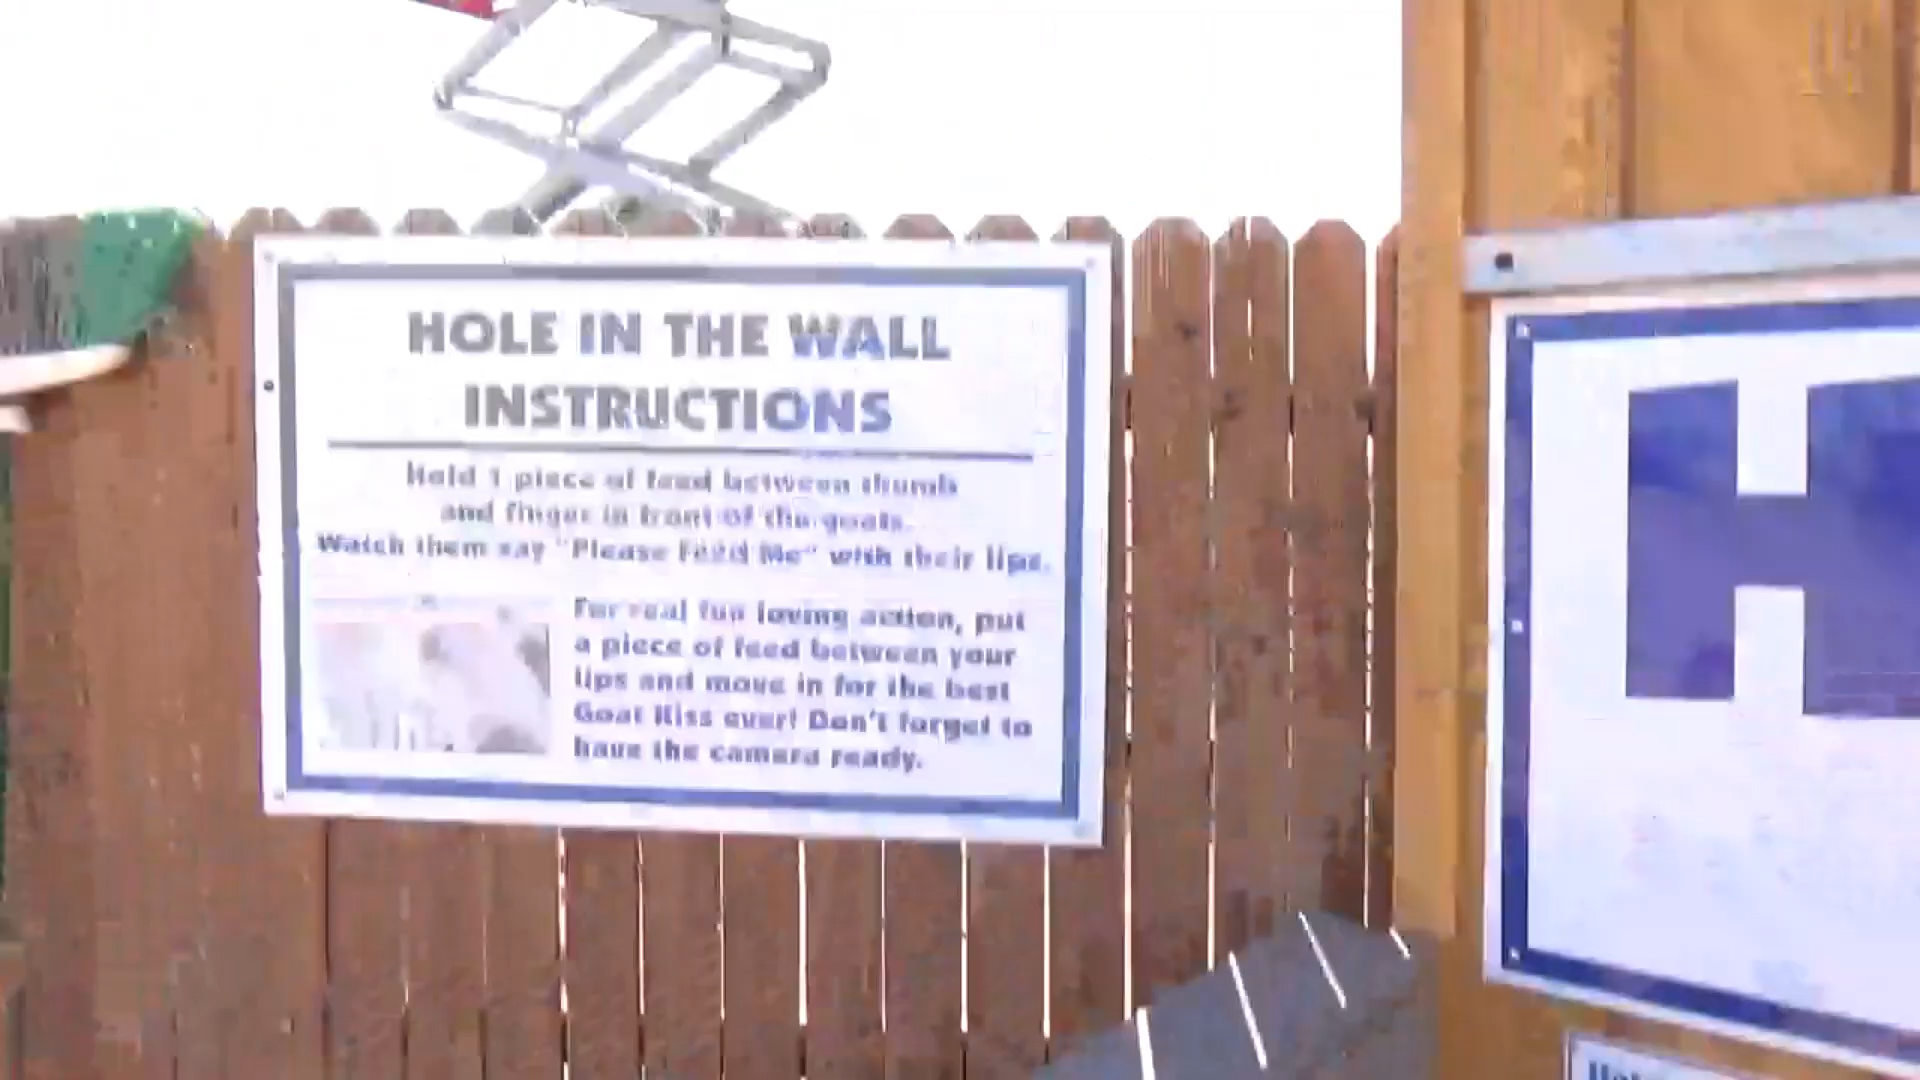 HOLE IN THE WALL
INSTRUCTIONS
Hold 1 piece of feed between thumb
and finger in front of the goats.
Watch them say "Please Feed Me" with their lips.
For real fun loving action, put
a piece of feed between your
lips and move in for the best
Goat Kiss ever! Don't forget to
have the camera ready.
H